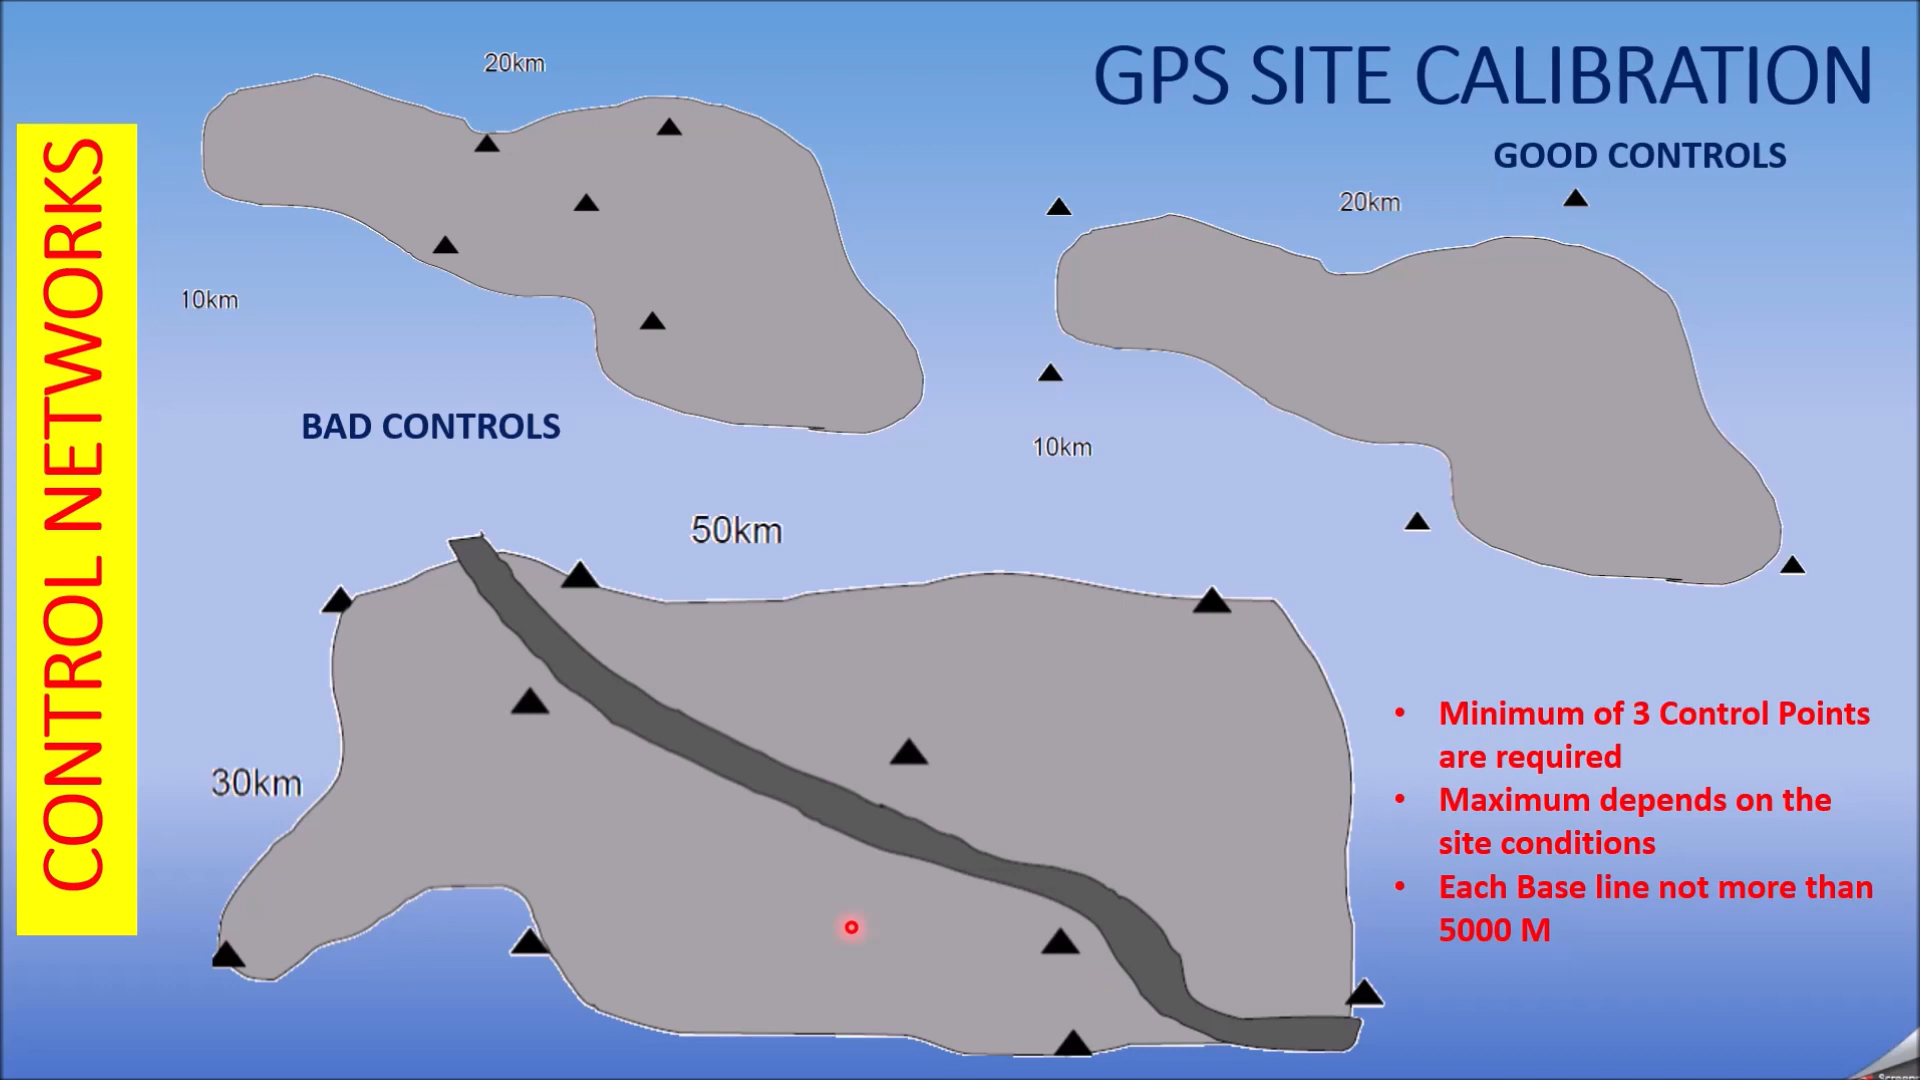 GPS SITE CALIBRATION
CONTROL NETWORKS
20km
10km
BAD CONTROLS
GOOD CONTROLS
20km
10km
50km
30km
• Minimum of 3 Control Points
are required
• Maximum depends on the
site conditions
• Each Base line not more than
5000 M